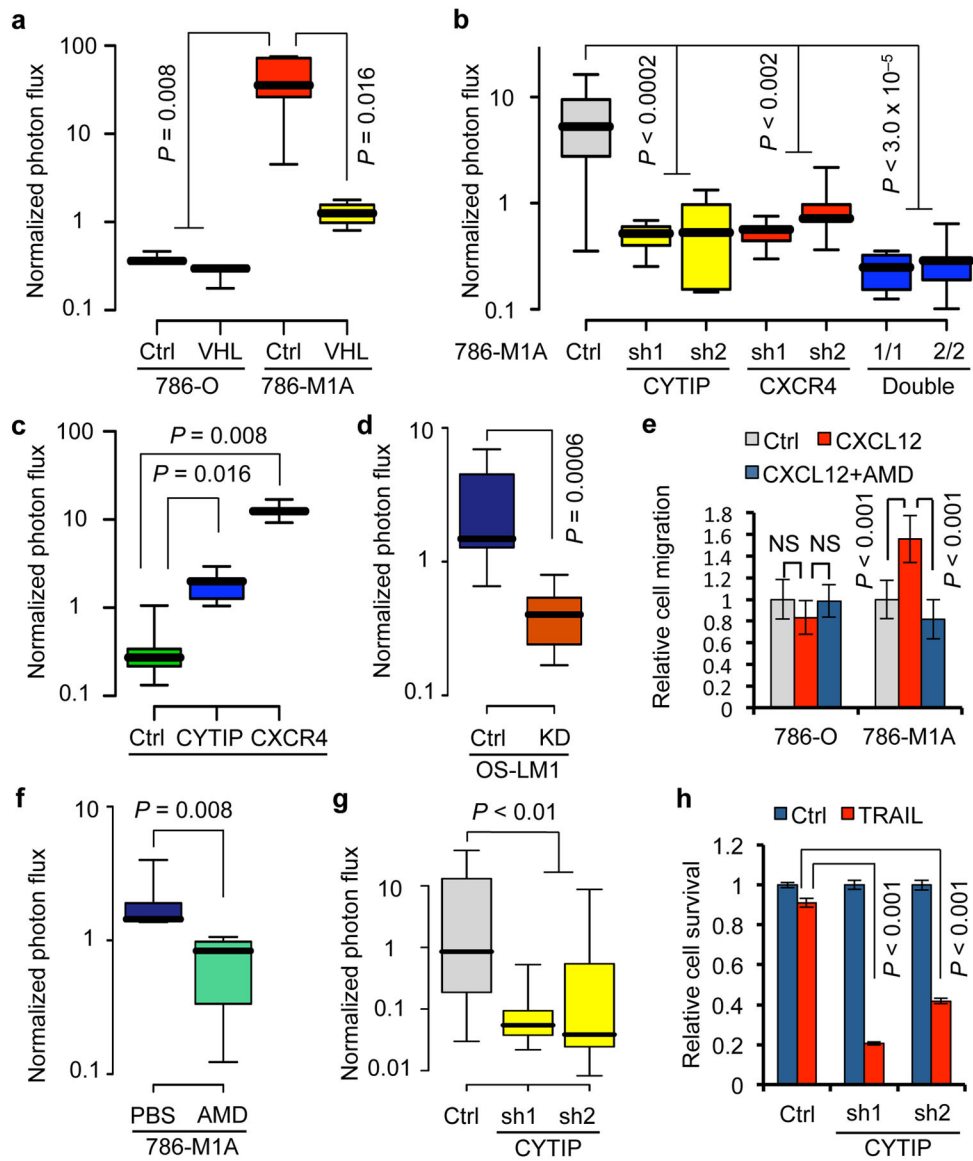 a
Normalized photon flux
100
10
1
0.1
P = 0.008
P = 0.016
Ctrl VHL Ctrl VHL
786-O 786-M1A
b
Normalized photon flux
10
1
0.1
P < 0.0002
P < 0.002
P < 3.0 x 10⁻⁵
786-M1A Ctrl sh1 sh2 sh1 sh2 1/1 2/2
CYTIP CXCR4 Double
c
Normalized photon flux
100
10
1
0.1
P = 0.008
P = 0.016
Ctrl CYTIP CXCR4
d
Normalized photon flux
10
1
0.1
P = 0.0006
Ctrl KD
OS-LM1
e
Ctrl CXCL12
CXCL12+AMD
Relative cell migration
1.8
1.6
1.4
1.2
1
0.8
0.6
0.4
0.2
0
NS NS
P < 0.001
P < 0.001
786-O 786-M1A
f
Normalized photon flux
10
1
0.1
P = 0.008
PBS AMD
786-M1A
g
Normalized photon flux
10
1
0.1
0.01
P < 0.01
Ctrl sh1 sh2
CYTIP
h
Ctrl TRAIL
Relative cell survival
1.2
1
0.8
0.6
0.4
0.2
0
P < 0.001
P < 0.001
Ctrl sh1 sh2
CYTIP